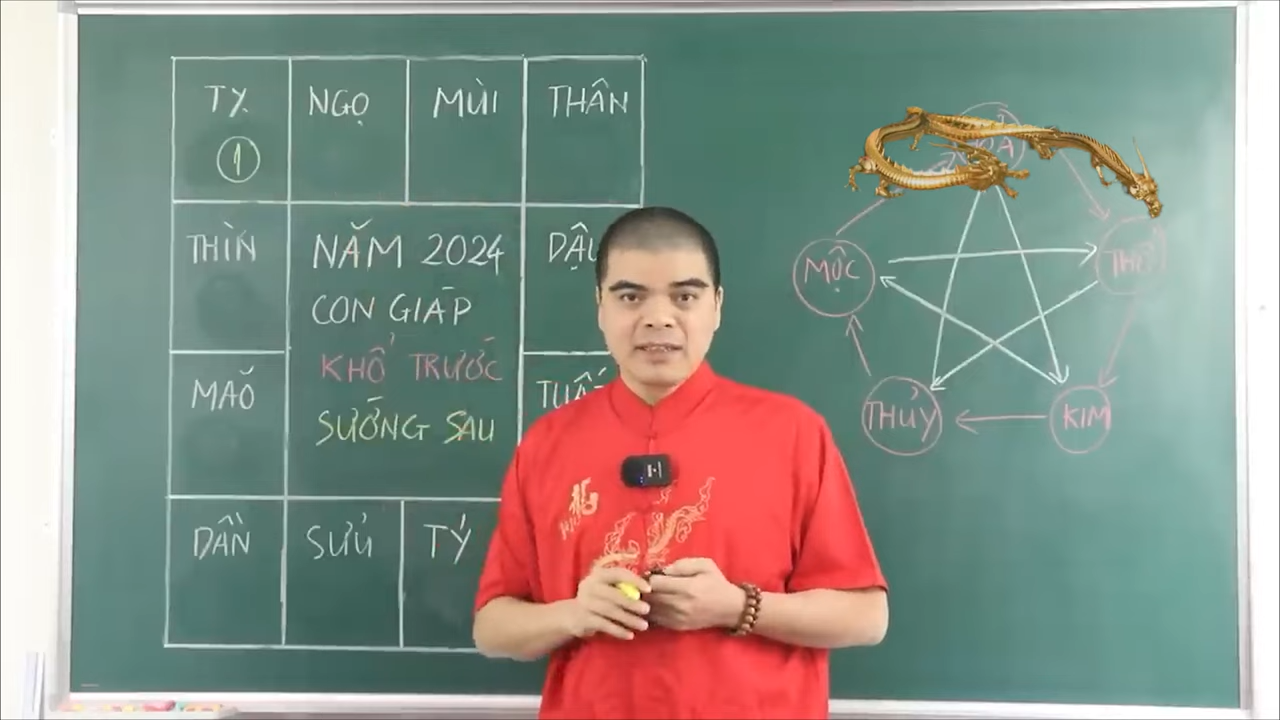 TỴ NGỌ MÙI THÂN
1
THÌN
DẬU
NĂM 2024
CON GIÁP
KHỔ TRƯỚC
SƯỚNG SAU
MÃO
DẦN SỬU TÝ
MỘC
THỔ
THỦY
KIM